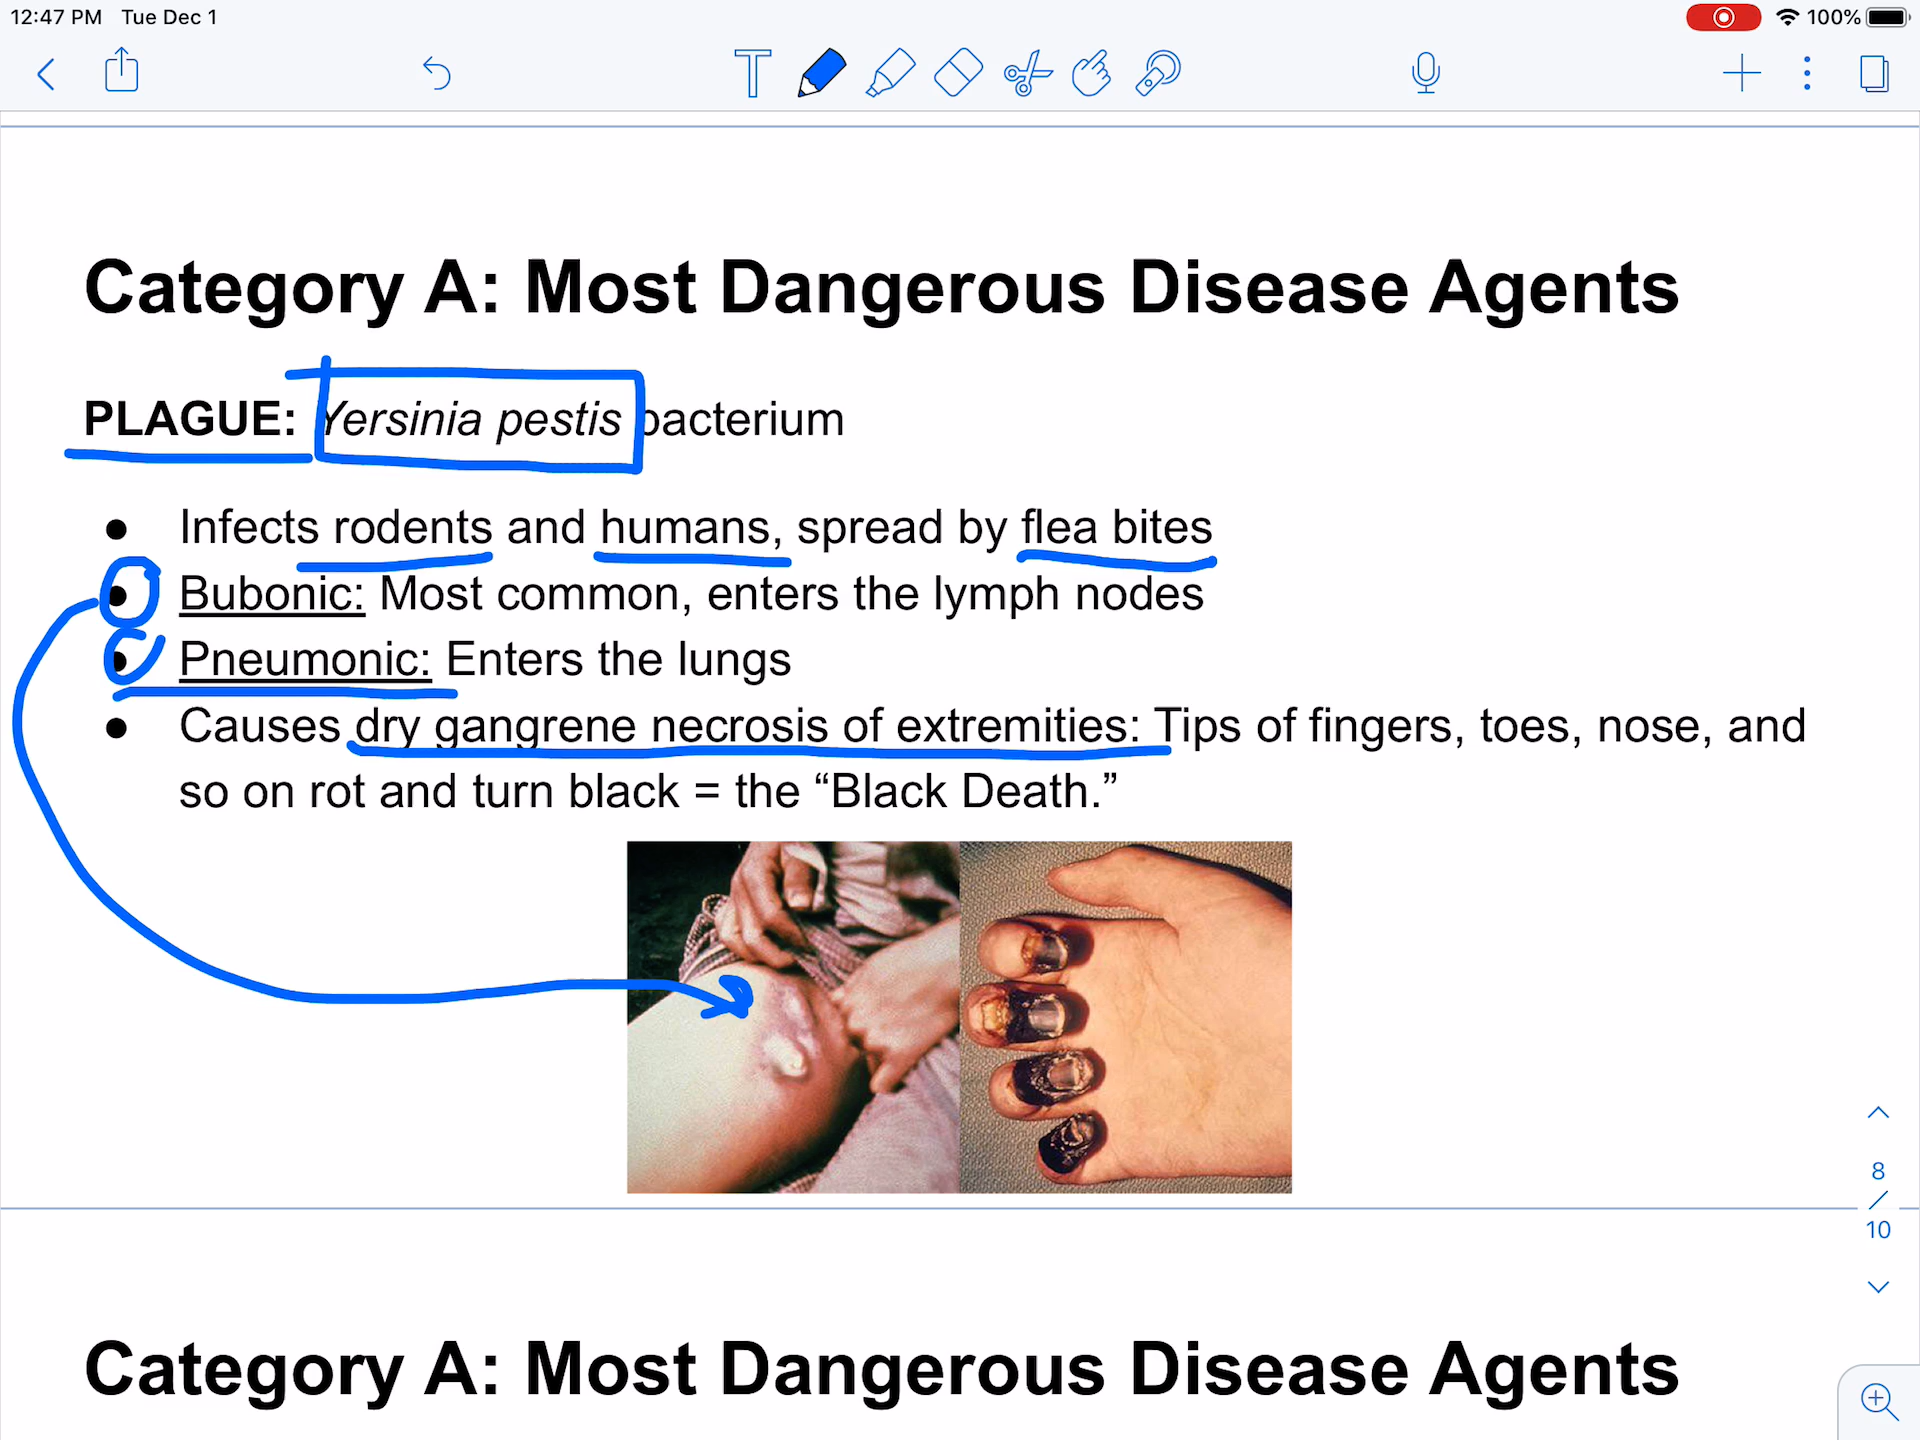 12:47 PM Tue Dec 1
100%
T
Category A: Most Dangerous Disease Agents
PLAGUE: Yersinia pestis bacterium
● Infects rodents and humans, spread by flea bites
● Bubonic: Most common, enters the lymph nodes
● Pneumonic: Enters the lungs
● Causes dry gangrene necrosis of extremities: Tips of fingers, toes, nose, and
so on rot and turn black = the “Black Death.”
8
/
10
Category A: Most Dangerous Disease Agents